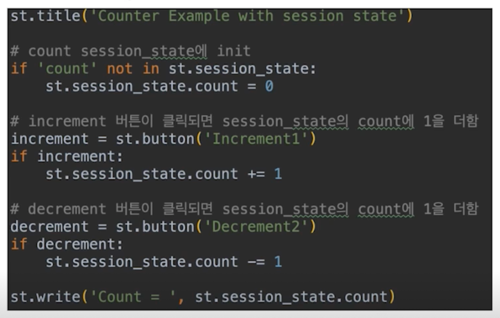 st.title('Counter Example with session state')
# count session_state에 init
if 'count' not in st.session_state:
    st.session_state.count = 0
# increment 버튼이 클릭되면 session_state의 count에 1을 더함
increment = st.button('Increment1')
if increment:
    st.session_state.count += 1
# decrement 버튼이 클릭되면 session_state의 count에 1을 더함
decrement = st.button('Decrement2')
if decrement:
    st.session_state.count -= 1
st.write('Count = ', st.session_state.count)